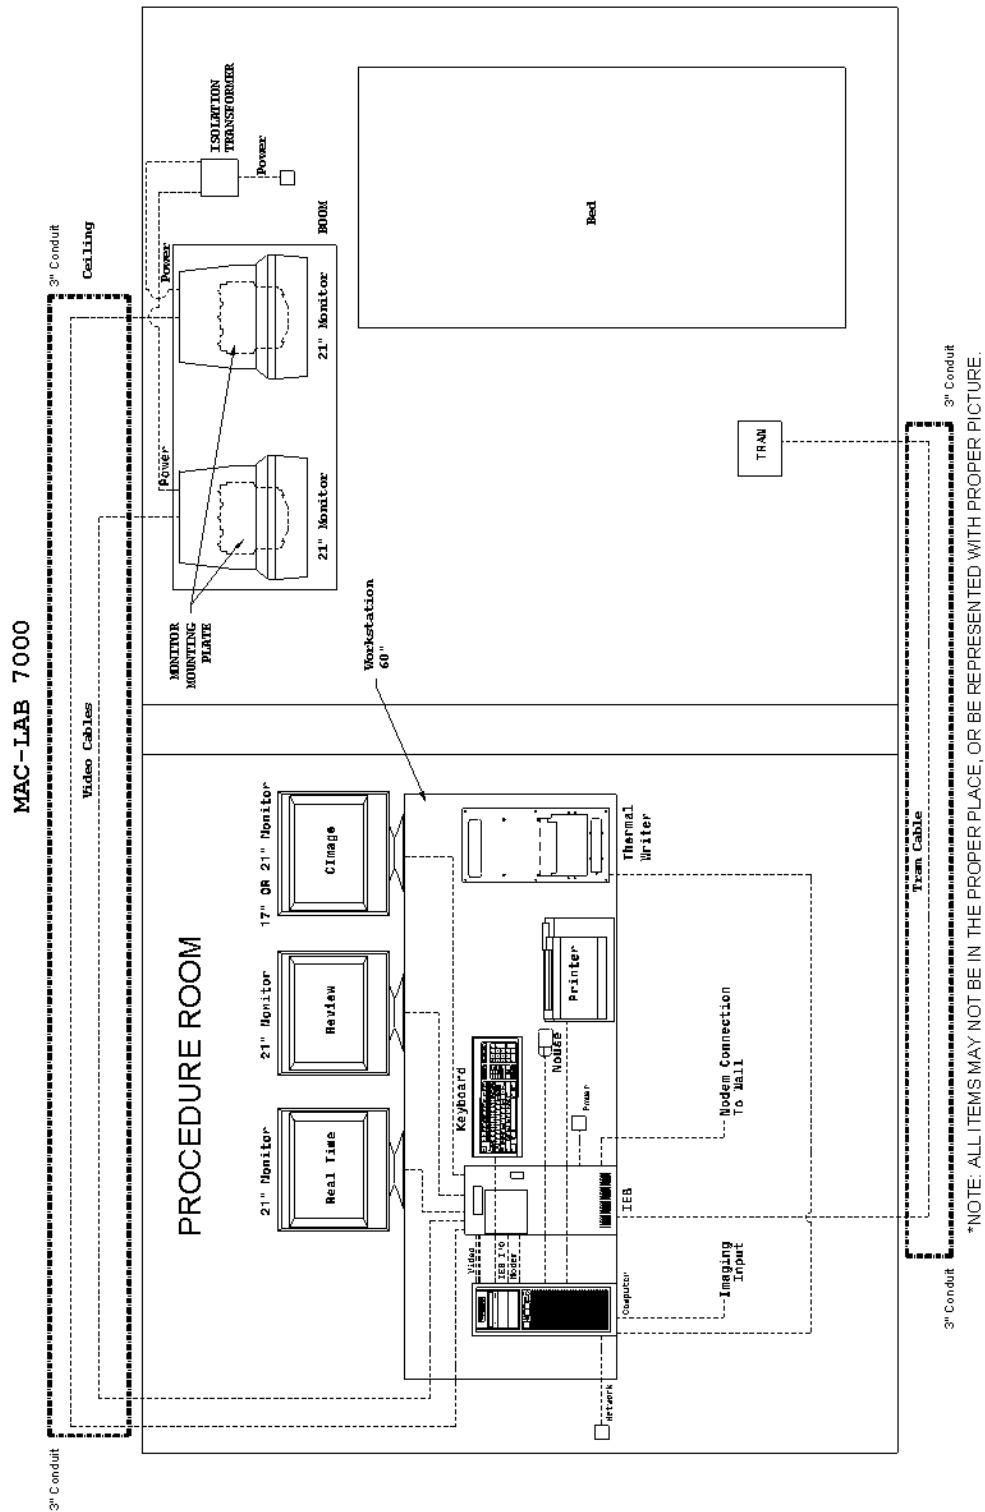 MAC-LAB 7000
3" Conduit
3" Conduit
Ceiling
Video Cables
ISOLATION
TRANSFORMER
Power
Power
Power
BOOM
21" Monitor
21" Monitor
MONITOR
MOUNTING
PLATE
Bed
TRAN
Workstation
60"
PROCEDURE ROOM
21" Monitor
21" Monitor
17" OR 21" Monitor
Real Time
Review
CImage
Keyboard
Mouse
Printer
Thermal
Writer
Video
IEB I/O
Modem
Computer
IEB
Power
Network
Imaging
Input
Modem Connection
To Wall
Tram Cable
3" Conduit
3" Conduit
*NOTE: ALL ITEMS MAY NOT BE IN THE PROPER PLACE, OR BE REPRESENTED WITH PROPER PICTURE.